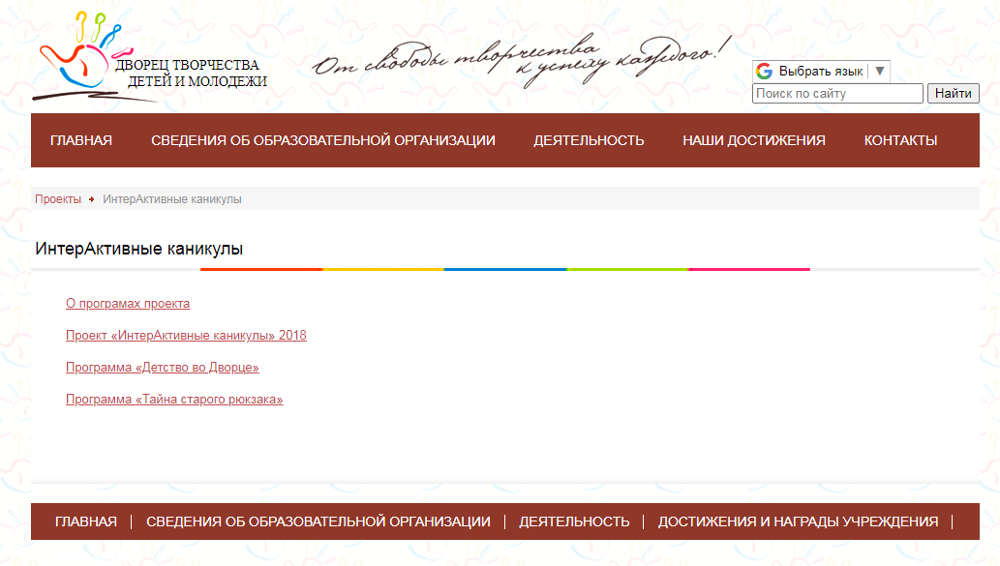 ДВОРЕЦ ТВОРЧЕСТВА
ДЕТЕЙ И МОЛОДЕЖИ
От свободы творчества
к успеху каждого!
Выбрать язык ▼
Поиск по сайту
Найти
ГЛАВНАЯ СВЕДЕНИЯ ОБ ОБРАЗОВАТЕЛЬНОЙ ОРГАНИЗАЦИИ ДЕЯТЕЛЬНОСТЬ НАШИ ДОСТИЖЕНИЯ КОНТАКТЫ
Проекты ИнтерАктивные каникулы
ИнтерАктивные каникулы
О програмах проекта
Проект «ИнтерАктивные каникулы» 2018
Программа «Детство во Дворце»
Программа «Тайна старого рюкзака»
ГЛАВНАЯ СВЕДЕНИЯ ОБ ОБРАЗОВАТЕЛЬНОЙ ОРГАНИЗАЦИИ ДЕЯТЕЛЬНОСТЬ ДОСТИЖЕНИЯ И НАГРАДЫ УЧРЕЖДЕНИЯ